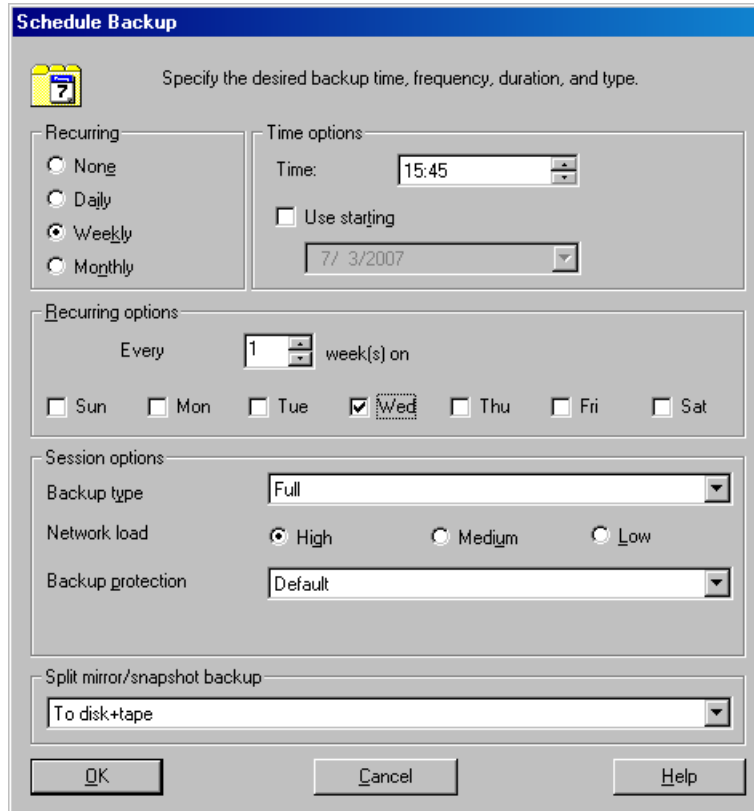 Schedule Backup
7
Specify the desired backup time, frequency, duration, and type.
Recurring
None
Daily
Weekly
Monthly
Time options
Time: 15:45
Use starting
7/ 3/2007
Recurring options
Every 1 week(s) on
Sun Mon Tue Wed Thu Fri Sat
Session options
Backup type Full
Network load High Medium Low
Backup protection Default
Split mirror/snapshot backup
To disk+tape
OK Cancel Help